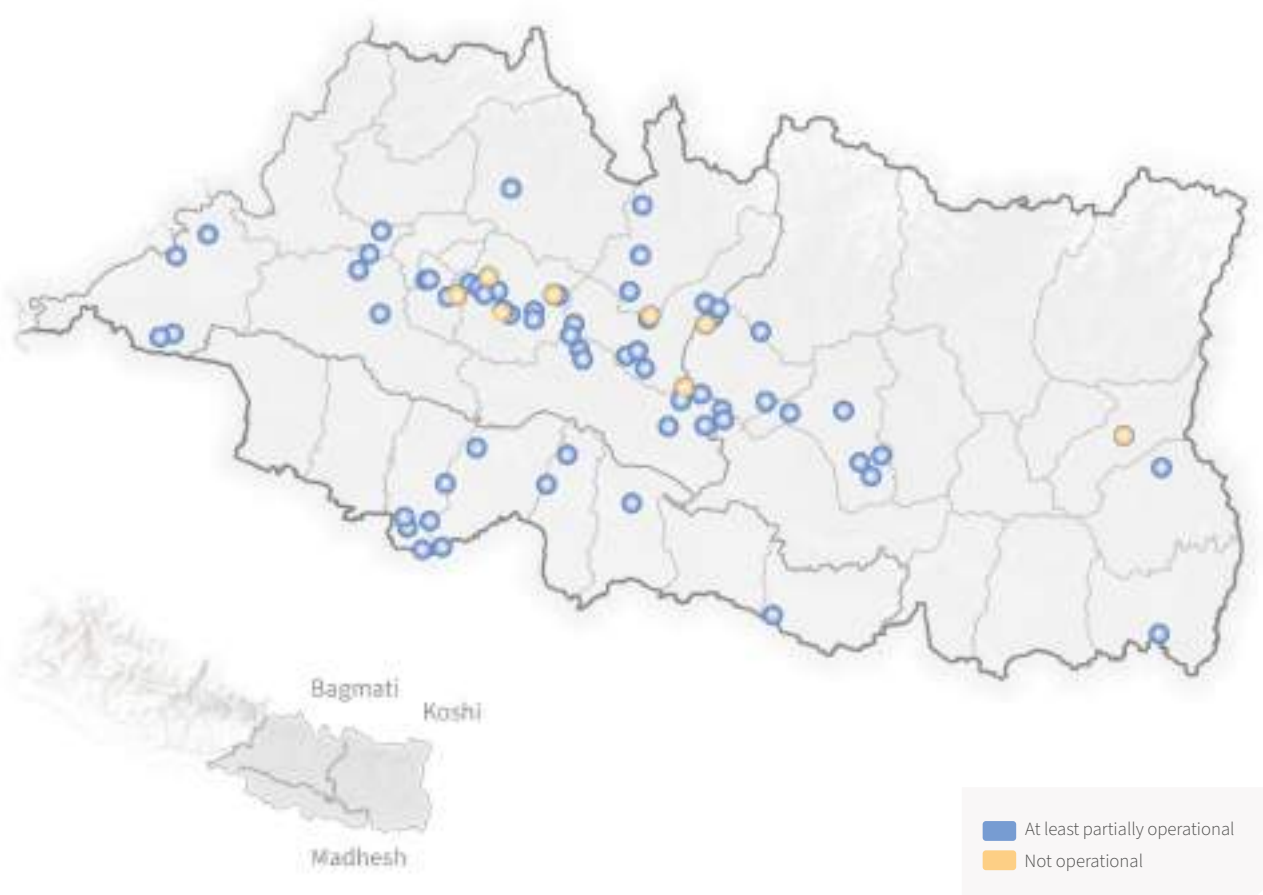 Bagmati
Koshi
Madhesh
At least partially operational
Not operational